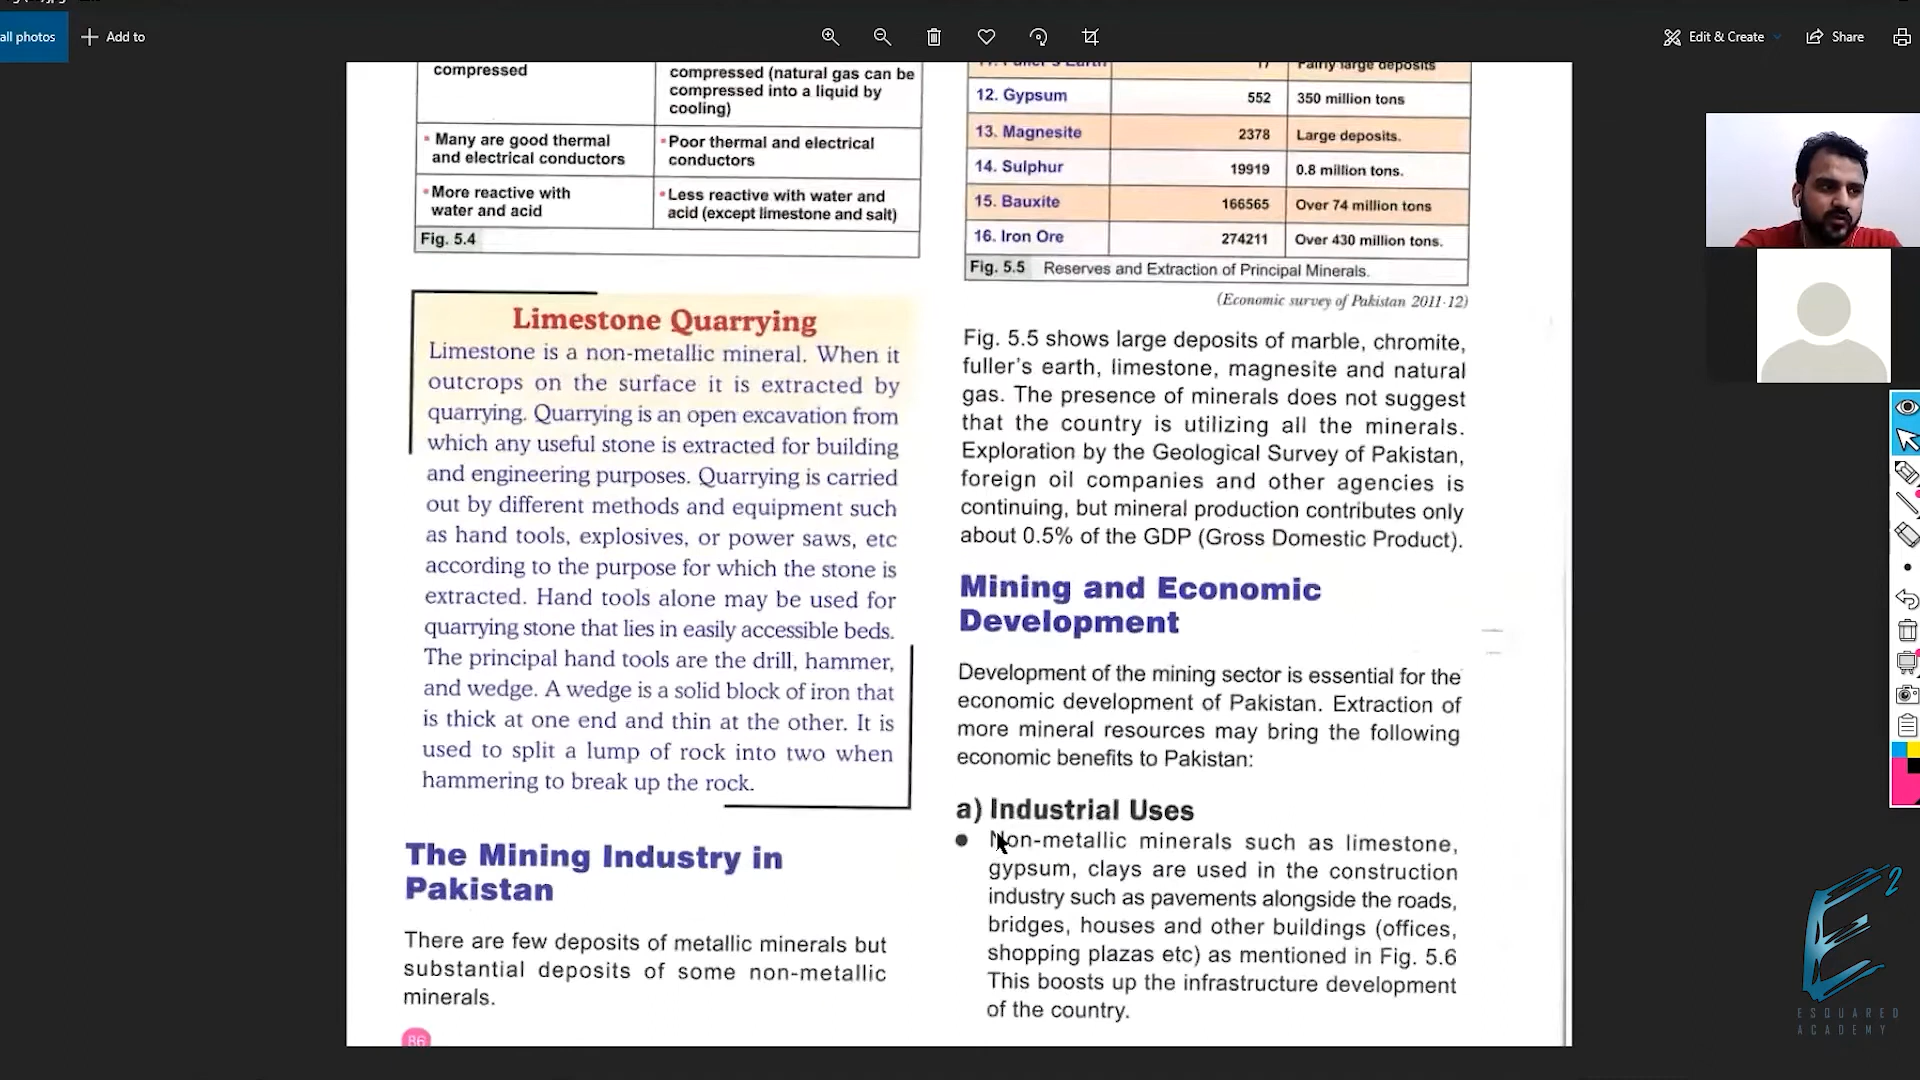 all photos
Add to
Edit & Create
Share
compressed
compressed (natural gas can be
compressed into a liquid by
cooling)
Many are good thermal
and electrical conductors
Poor thermal and electrical
conductors
More reactive with
water and acid
Less reactive with water and
acid (except limestone and salt)
Fig. 5.4
Limestone Quarrying
Limestone is a non-metallic mineral. When it
outcrops on the surface it is extracted by
quarrying. Quarrying is an open excavation from
which any useful stone is extracted for building
and engineering purposes. Quarrying is carried
out by different methods and equipment such
as hand tools, explosives, or power saws, etc
according to the purpose for which the stone is
extracted. Hand tools alone may be used for
quarrying stone that lies in easily accessible beds.
The principal hand tools are the drill, hammer,
and wedge. A wedge is a solid block of iron that
is thick at one end and thin at the other. It is
used to split a lump of rock into two when
hammering to break up the rock.
The Mining Industry in
Pakistan
There are few deposits of metallic minerals but
substantial deposits of some non-metallic
minerals.
86
11. Fuller's Earth 17 Fairly large deposits
12. Gypsum 552 350 million tons
13. Magnesite 2378 Large deposits.
14. Sulphur 19919 0.8 million tons.
15. Bauxite 166565 Over 74 million tons
16. Iron Ore 274211 Over 430 million tons.
Fig. 5.5 Reserves and Extraction of Principal Minerals.
(Economic survey of Pakistan 2011-12)
Fig. 5.5 shows large deposits of marble, chromite,
fuller's earth, limestone, magnesite and natural
gas. The presence of minerals does not suggest
that the country is utilizing all the minerals.
Exploration by the Geological Survey of Pakistan,
foreign oil companies and other agencies is
continuing, but mineral production contributes only
about 0.5% of the GDP (Gross Domestic Product).
Mining and Economic
Development
Development of the mining sector is essential for the
economic development of Pakistan. Extraction of
more mineral resources may bring the following
economic benefits to Pakistan:
a) Industrial Uses
Non-metallic minerals such as limestone,
gypsum, clays are used in the construction
industry such as pavements alongside the roads,
bridges, houses and other buildings (offices,
shopping plazas etc) as mentioned in Fig. 5.6
This boosts up the infrastructure development
of the country.
E2
ESQUARED
ACADEMY